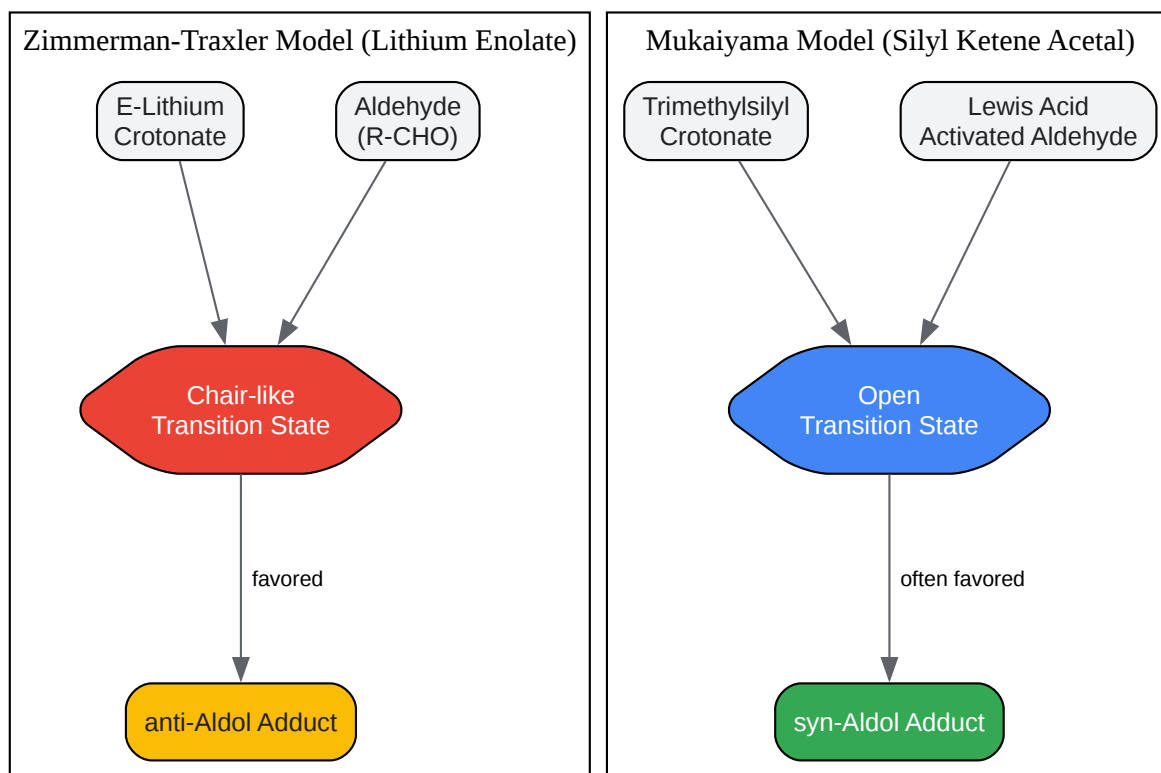 Zimmerman-Traxler Model (Lithium Enolate)
E-Lithium
Crotonate
Aldehyde
(R-CHO)
Chair-like
Transition State
favored
anti-Aldol Adduct
Mukaiyama Model (Silyl Ketene Acetal)
Trimethylsilyl
Crotonate
Lewis Acid
Activated Aldehyde
Open
Transition State
often favored
syn-Aldol Adduct